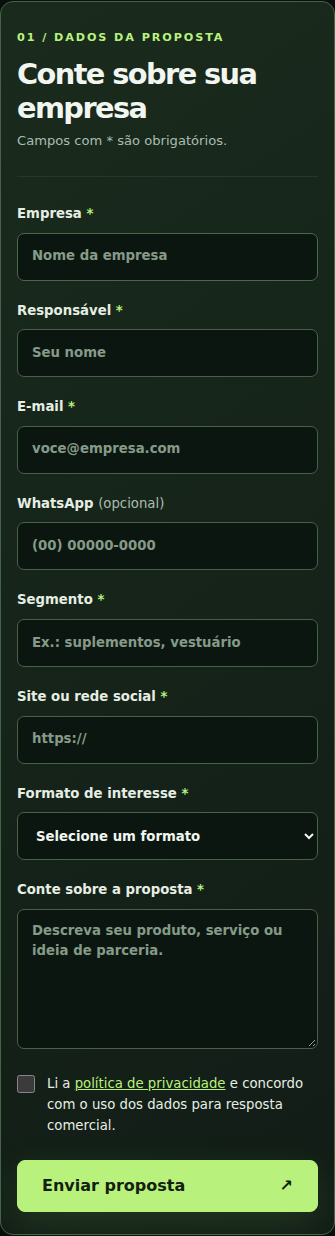 01 / DADOS DA PROPOSTA
Conte sobre sua
empresa
Campos com * são obrigatórios.
Empresa *
Nome da empresa
Responsável *
Seu nome
E-mail *
voce@empresa.com
WhatsApp (opcional)
(00) 00000-0000
Segmento *
Ex.: suplementos, vestuário
Site ou rede social *
https://
Formato de interesse *
Selecione um formato
Conte sobre a proposta *
Descreva seu produto, serviço ou
ideia de parceria.
Li a política de privacidade e concordo
com o uso dos dados para resposta
comercial.
Enviar proposta ↗